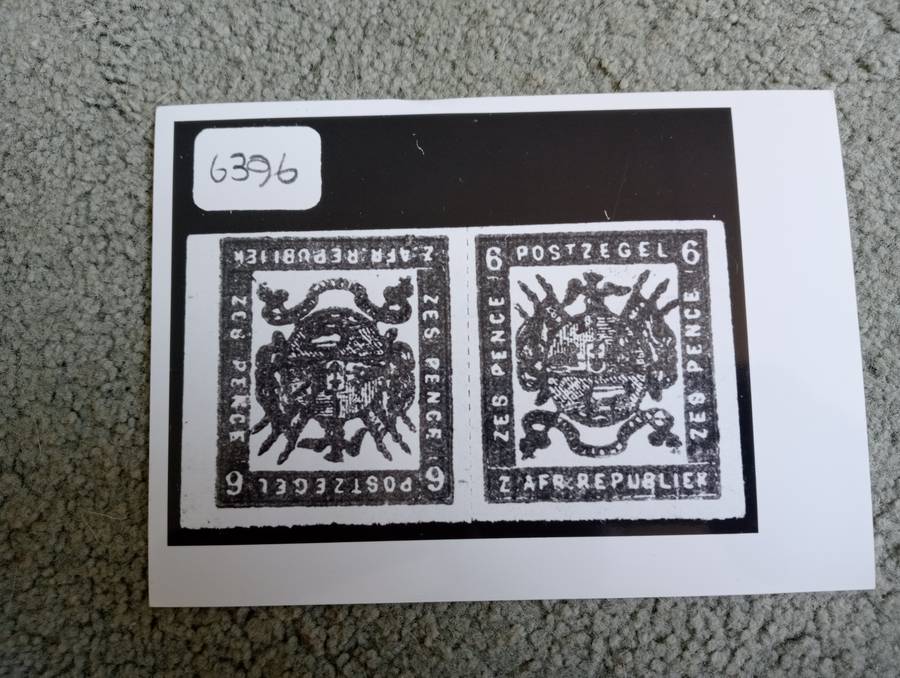 6396
Z. AFR. REPUBLIEK
ZES PENCE
ZES PENCE
6 POSTZEGEL 6
6 POSTZEGEL 6
ZES PENCE
ZES PENCE
Z. AFR. REPUBLIEK